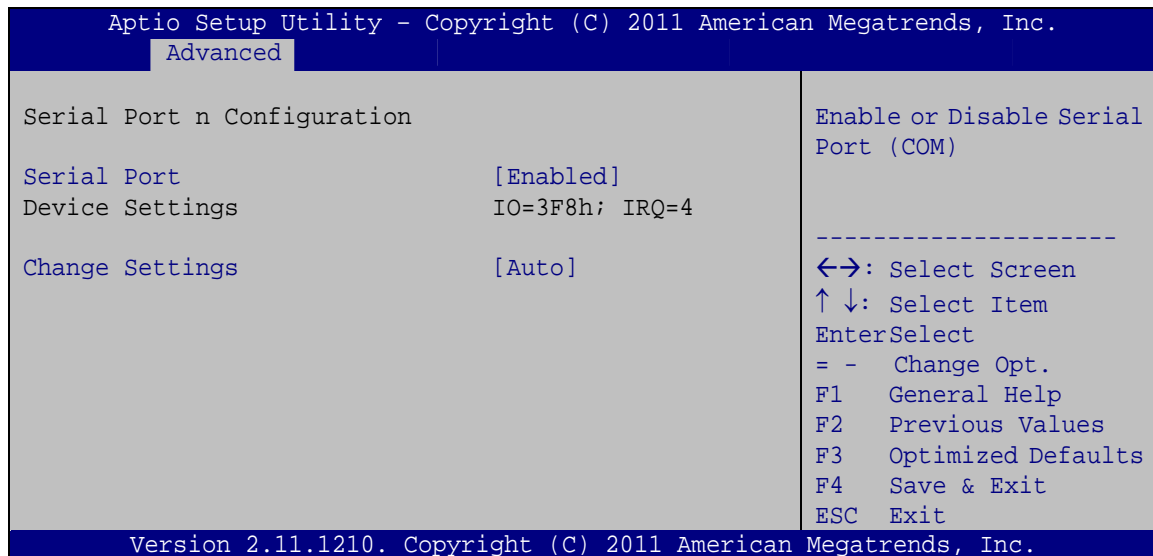 Aptio Setup Utility – Copyright (C) 2011 American Megatrends, Inc.
Advanced
Serial Port n Configuration
Serial Port [Enabled]
Device Settings IO=3F8h; IRQ=4
Change Settings [Auto]
Enable or Disable Serial
Port (COM)
----------------------
←→: Select Screen
↑ ↓: Select Item
EnterSelect
= - Change Opt.
F1 General Help
F2 Previous Values
F3 Optimized Defaults
F4 Save & Exit
ESC Exit
Version 2.11.1210. Copyright (C) 2011 American Megatrends, Inc.